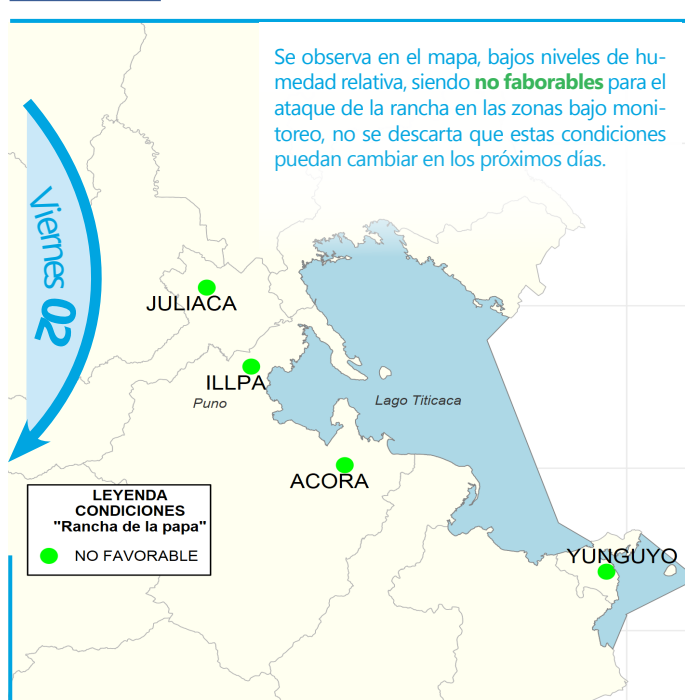 Se observa en el mapa, bajos niveles de hu-
medad relativa, siendo no faborables para el
ataque de la rancha en las zonas bajo moni-
toreo, no se descarta que estas condiciones
puedan cambiar en los próximos días.
Viernes 02
JULIACA
ILLPA
Puno
Lago Titicaca
ACORA
YUNGUYO
LEYENDA
CONDICIONES
"Rancha de la papa"
NO FAVORABLE